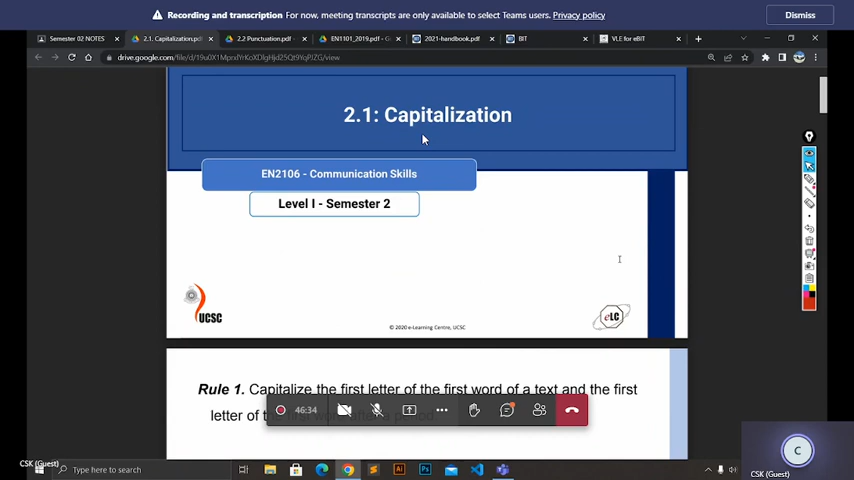 Recording and transcription For now, meeting transcripts are only available to select Teams users. Privacy policy
Dismiss
Semester 02 NOTES
2.1. Capitalization.pdf -
2.2 Punctuation.pdf -
EN1101_2019.pdf - G
2021-handbook.pdf
BIT
VLE for eBIT
2.1: Capitalization
EN2106 - Communication Skills
Level I - Semester 2
UCSC
© 2020 e-Learning Centre, UCSC
eLC
Rule 1. Capitalize the first letter of the first word of a text and the first
letter of
46:34
C
CSK (Guest)
CSK (Guest)
Type here to search